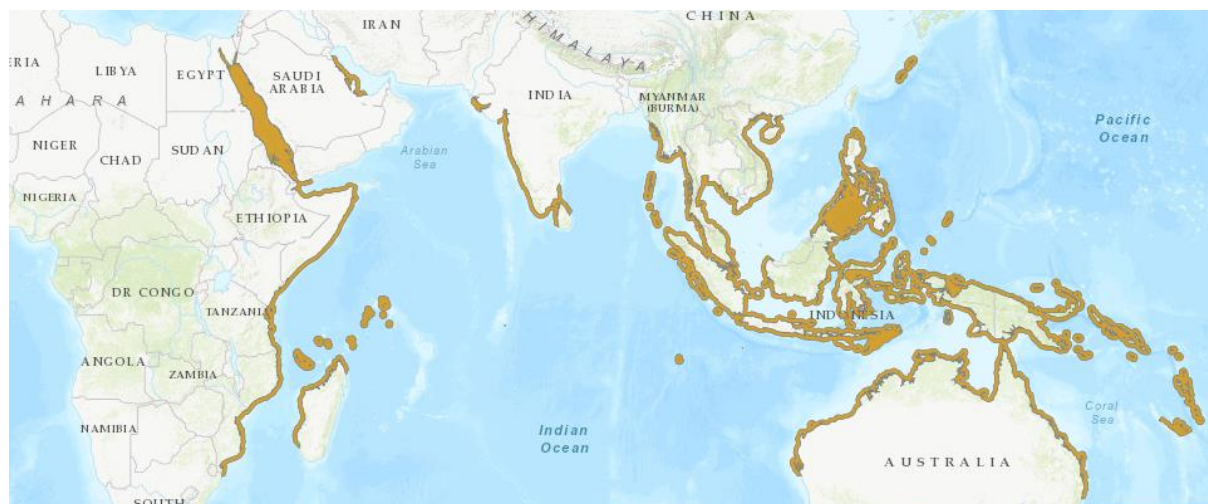 CHINA
IRAN
HIMALAYA
ERIA
LIBYA
EGYPT
SAUDI
ARABIA
INDIA
MYANMAR
(BURMA)
Pacific
Ocean
AHARA
Arabian
Sea
NIGER
CHAD
SUDAN
NIGERIA
ETHIOPIA
DR CONGO
TANZANIA
INDONESIA
ANGOLA
ZAMBIA
Coral
Sea
NAMIBIA
Indian
Ocean
AUSTRALIA
SOUTH